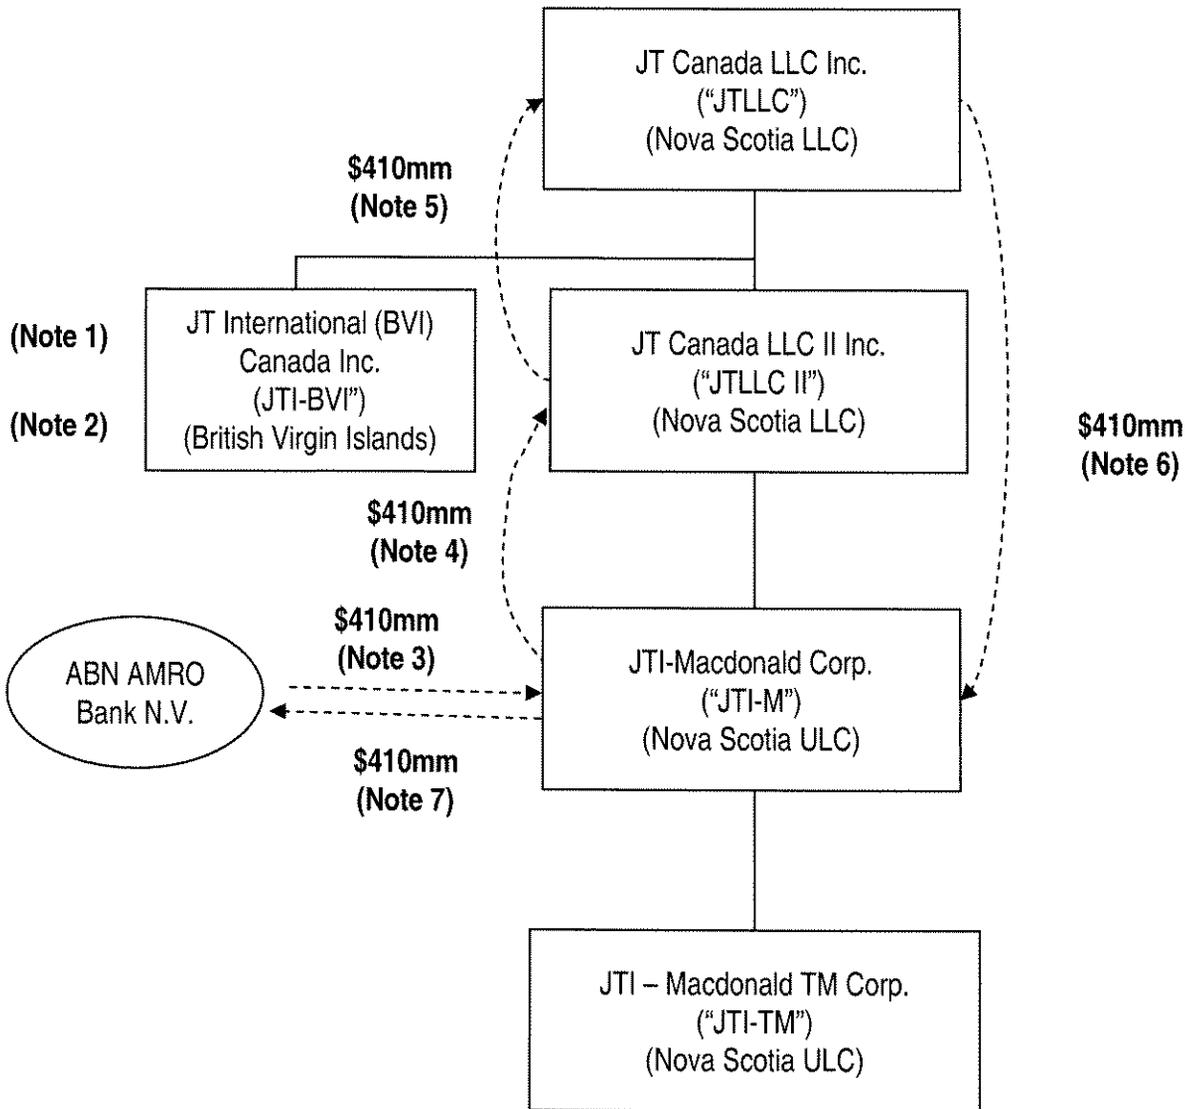 JT Canada LLC Inc.
("JTLLC")
(Nova Scotia LLC)
$410mm
(Note 5)
(Note 1)
(Note 2)
JT International (BVI)
Canada Inc.
(JTI-BVI")
(British Virgin Islands)
JT Canada LLC II Inc.
("JTLLC II")
(Nova Scotia LLC)
$410mm
(Note 6)
$410mm
(Note 4)
ABN AMRO
Bank N.V.
$410mm
(Note 3)
$410mm
(Note 7)
JTI-Macdonald Corp.
("JTI-M")
(Nova Scotia ULC)
JTI – Macdonald TM Corp.
("JTI-TM")
(Nova Scotia ULC)